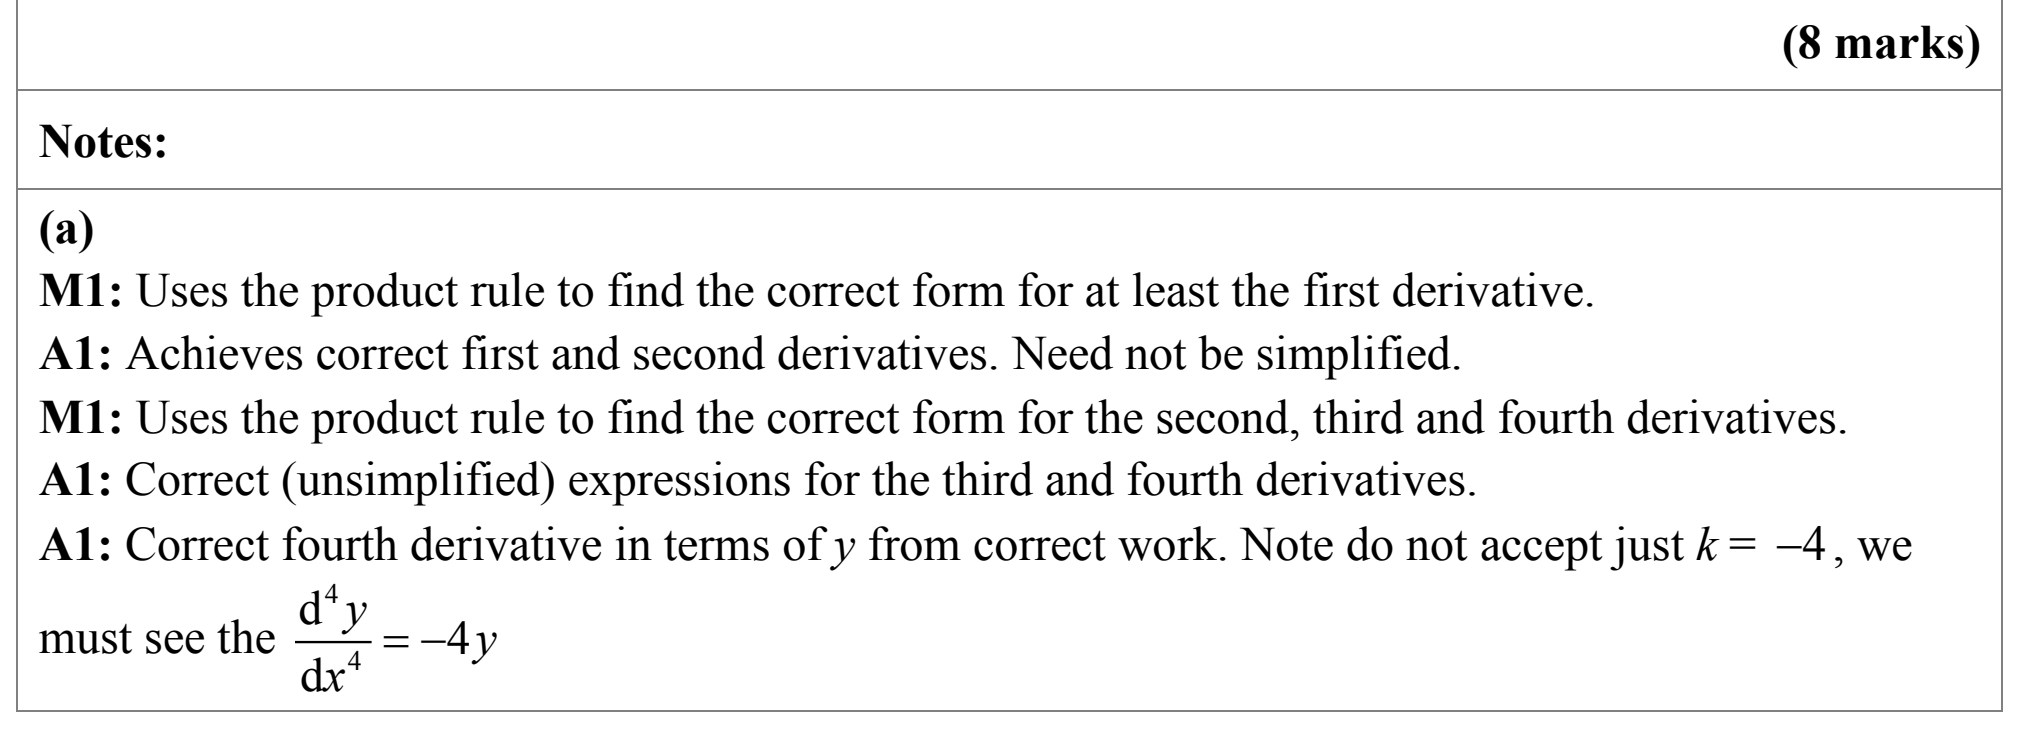 (8 marks)
Notes:
(a)
M1: Uses the product rule to find the correct form for at least the first derivative.
A1: Achieves correct first and second derivatives. Need not be simplified.
M1: Uses the product rule to find the correct form for the second, third and fourth derivatives.
A1: Correct (unsimplified) expressions for the third and fourth derivatives.
A1: Correct fourth derivative in terms of y from correct work. Note do not accept just k = −4, we
must see the d⁴y/dx⁴ = −4y